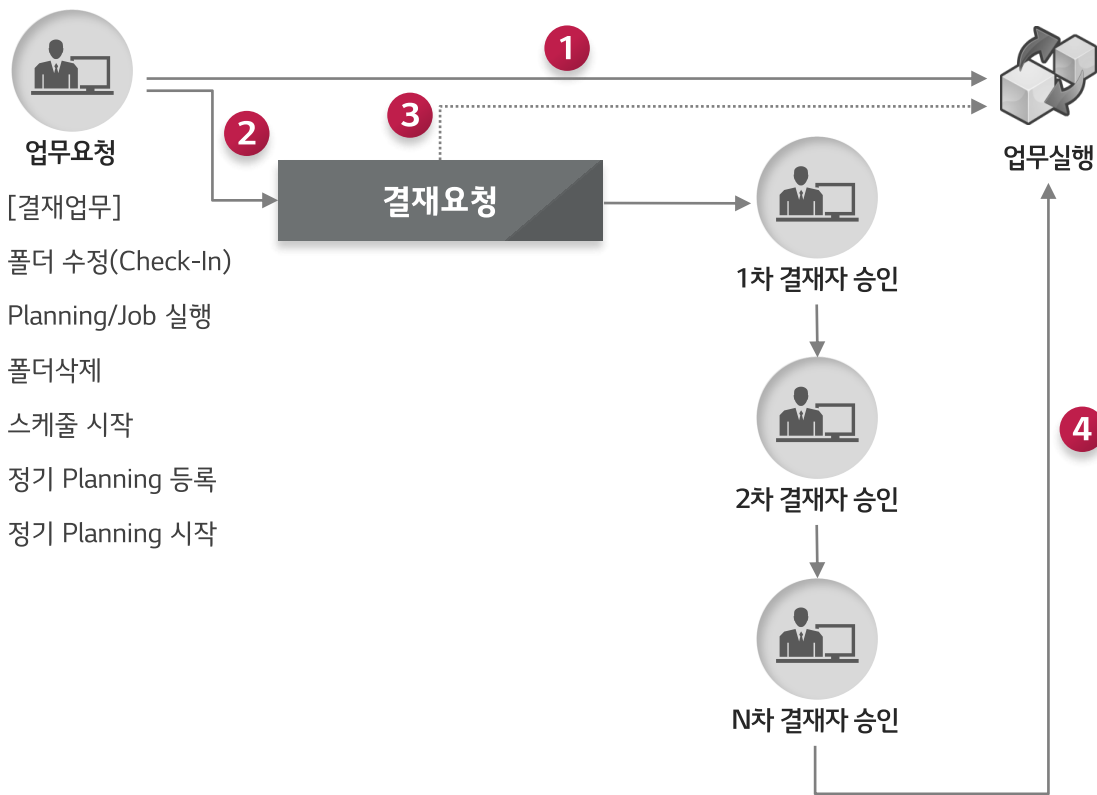 1
업무요청
2
3
결재요청
업무실행
[결재업무]
폴더 수정(Check-In)
Planning/Job 실행
폴더삭제
스케줄 시작
정기 Planning 등록
정기 Planning 시작
1차 결재자 승인
2차 결재자 승인
4
N차 결재자 승인